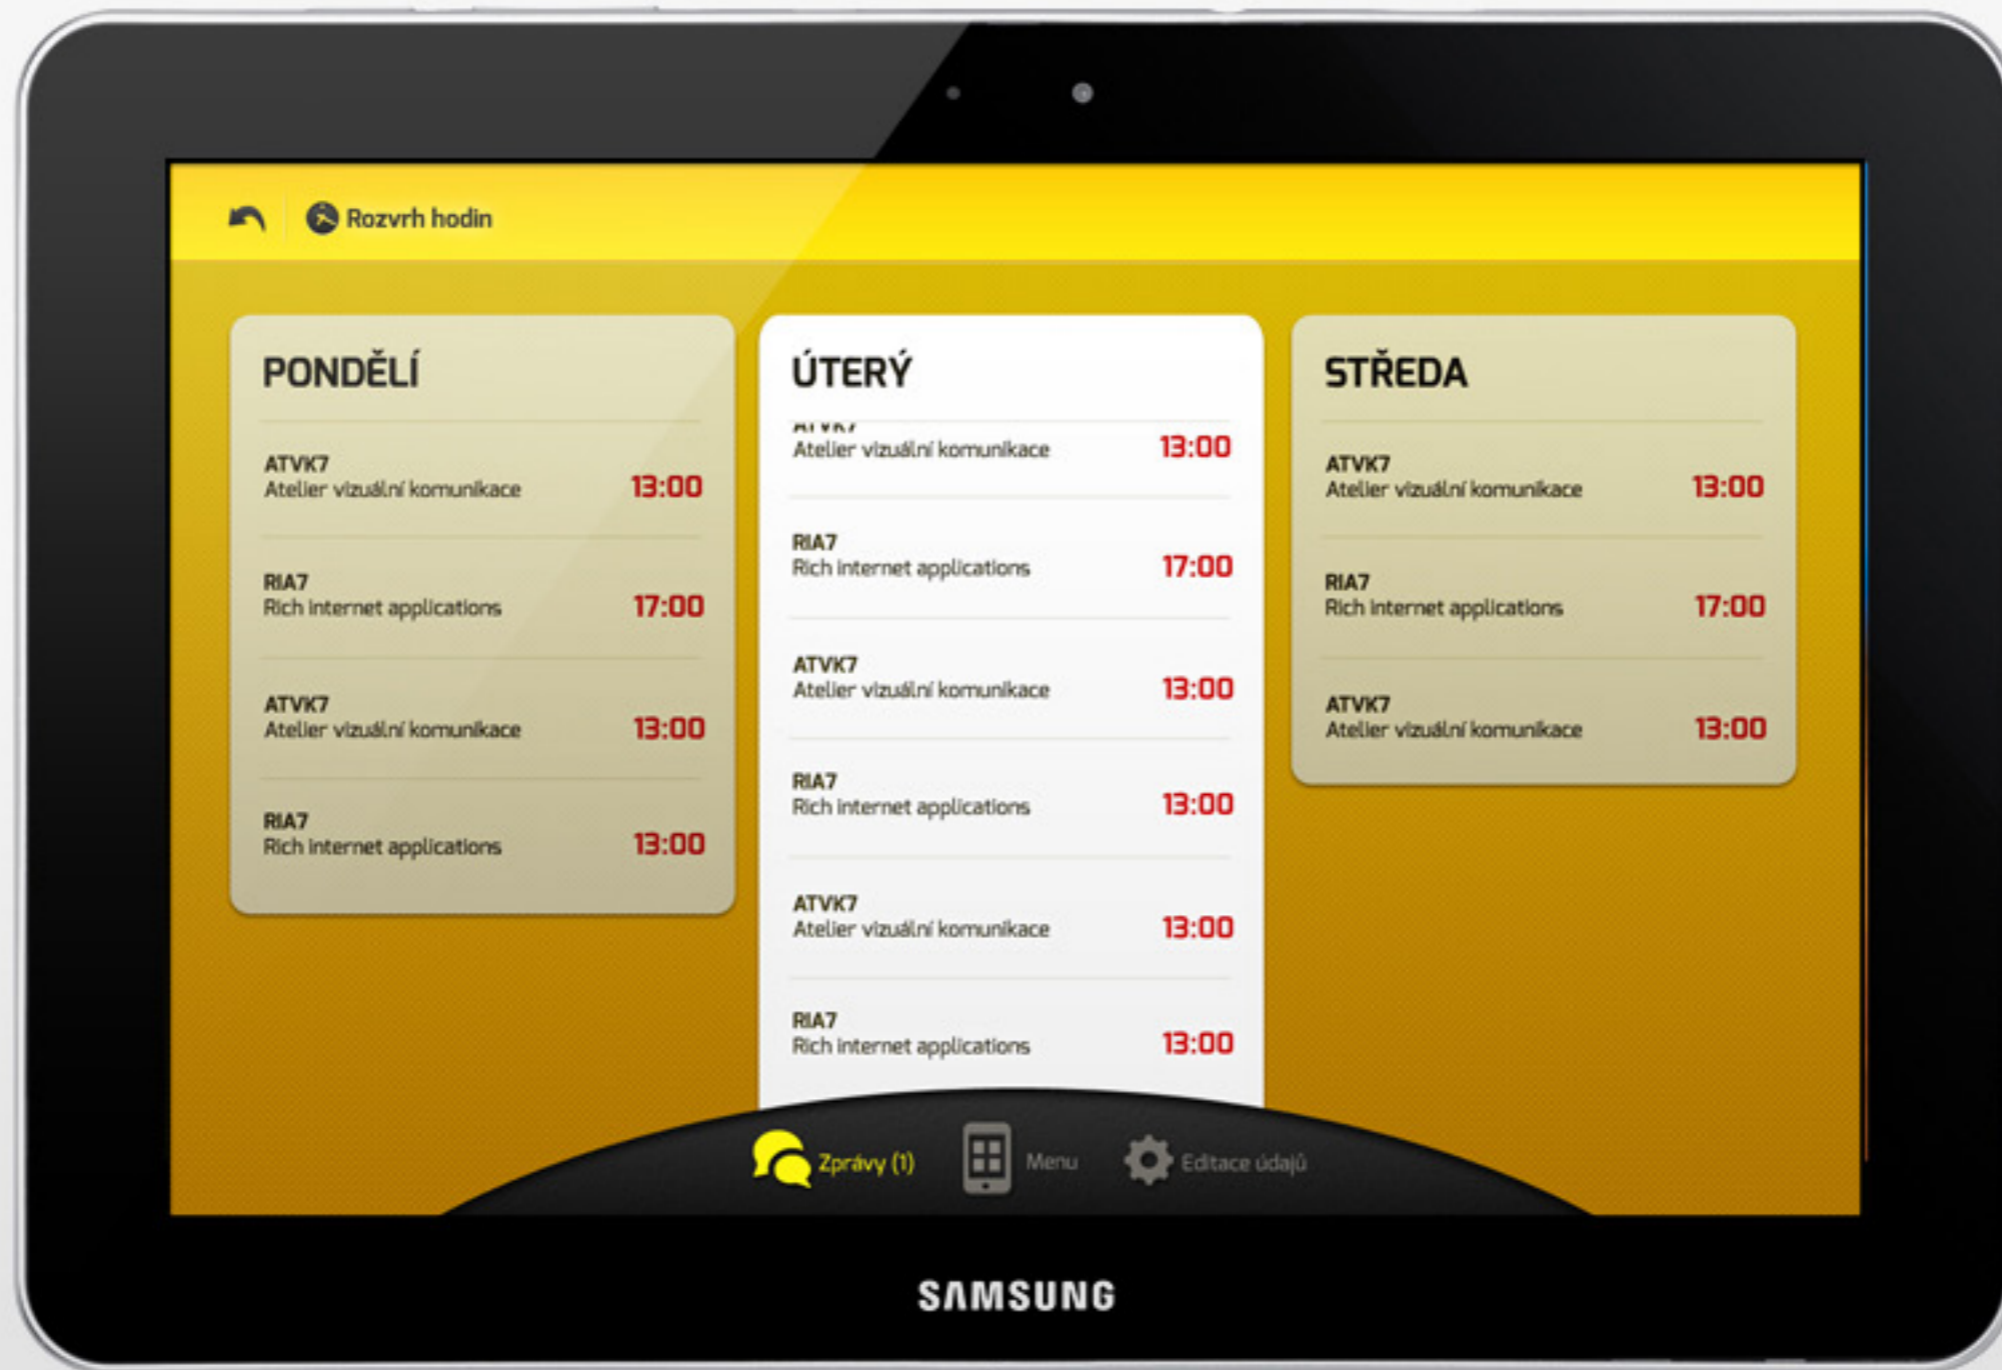 Rozvrh hodin
PONDĚLÍ
ATVK7
Atelier vizuální komunikace
13:00
RIA7
Rich internet applications
17:00
ATVK7
Atelier vizuální komunikace
13:00
RIA7
Rich internet applications
13:00
ÚTERÝ
ATVK7
Atelier vizuální komunikace
13:00
RIA7
Rich internet applications
17:00
ATVK7
Atelier vizuální komunikace
13:00
RIA7
Rich internet applications
13:00
ATVK7
Atelier vizuální komunikace
13:00
RIA7
Rich internet applications
13:00
STŘEDA
ATVK7
Atelier vizuální komunikace
13:00
RIA7
Rich internet applications
17:00
ATVK7
Atelier vizuální komunikace
13:00
Zprávy (1)
Menu
Editace údajů
SAMSUNG